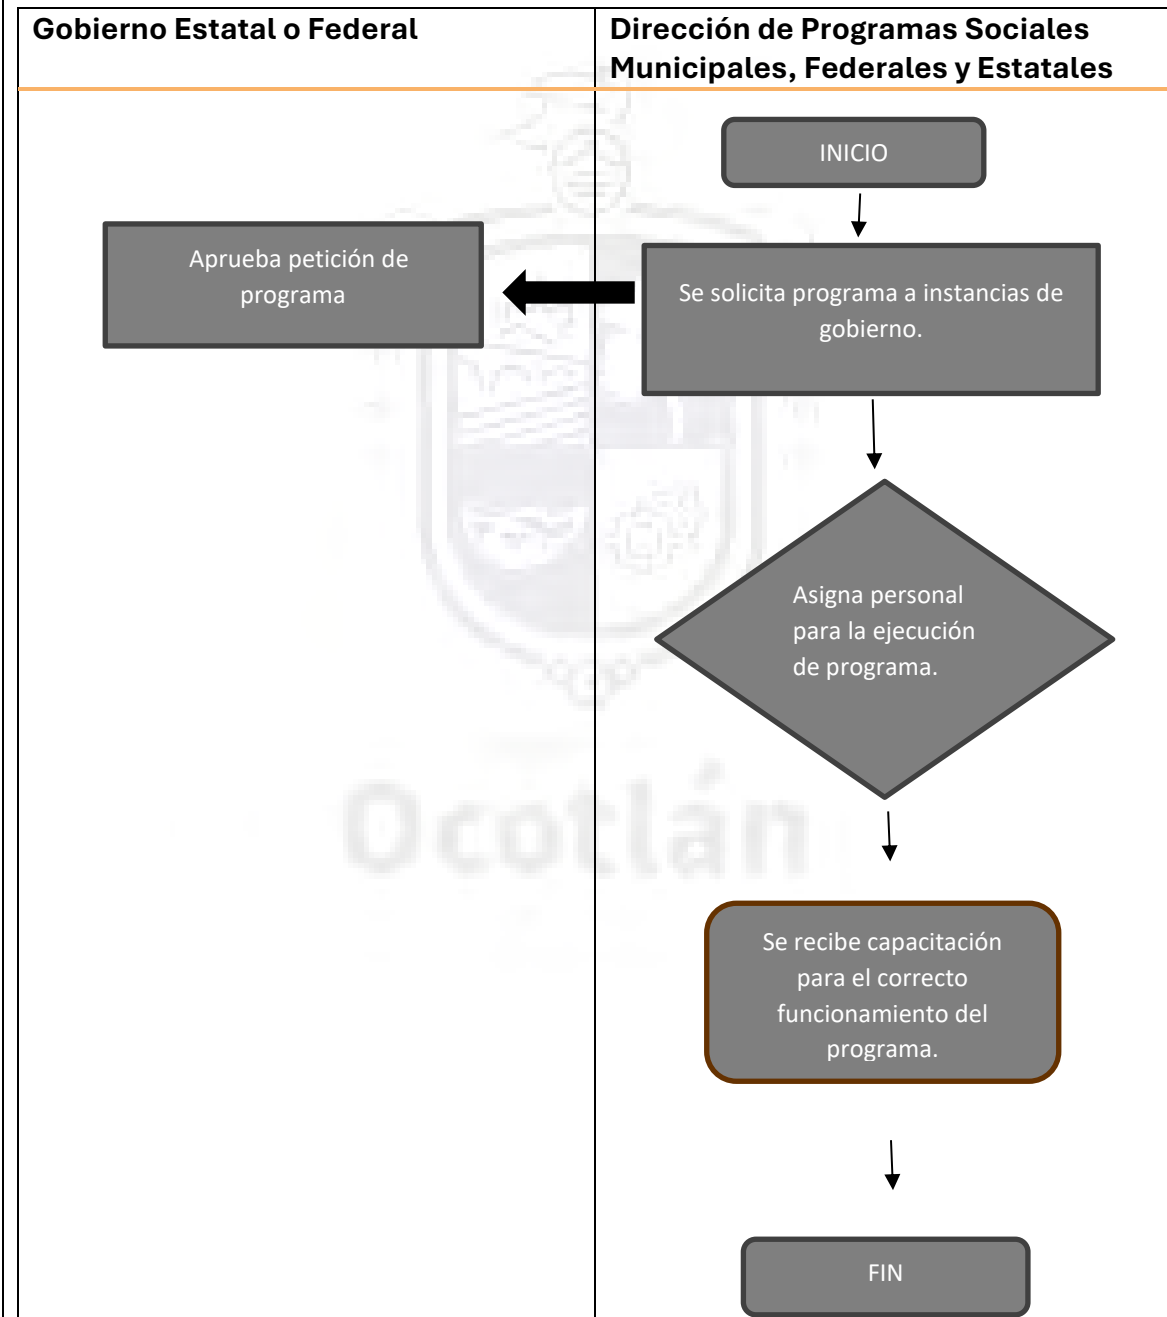 Gobierno Estatal o Federal
Dirección de Programas Sociales
Municipales, Federales y Estatales
INICIO
Aprueba petición de
programa
Se solicita programa a instancias de
gobierno.
Asigna personal
para la ejecución
de programa.
Ocotlán
Se recibe capacitación
para el correcto
funcionamiento del
programa.
FIN